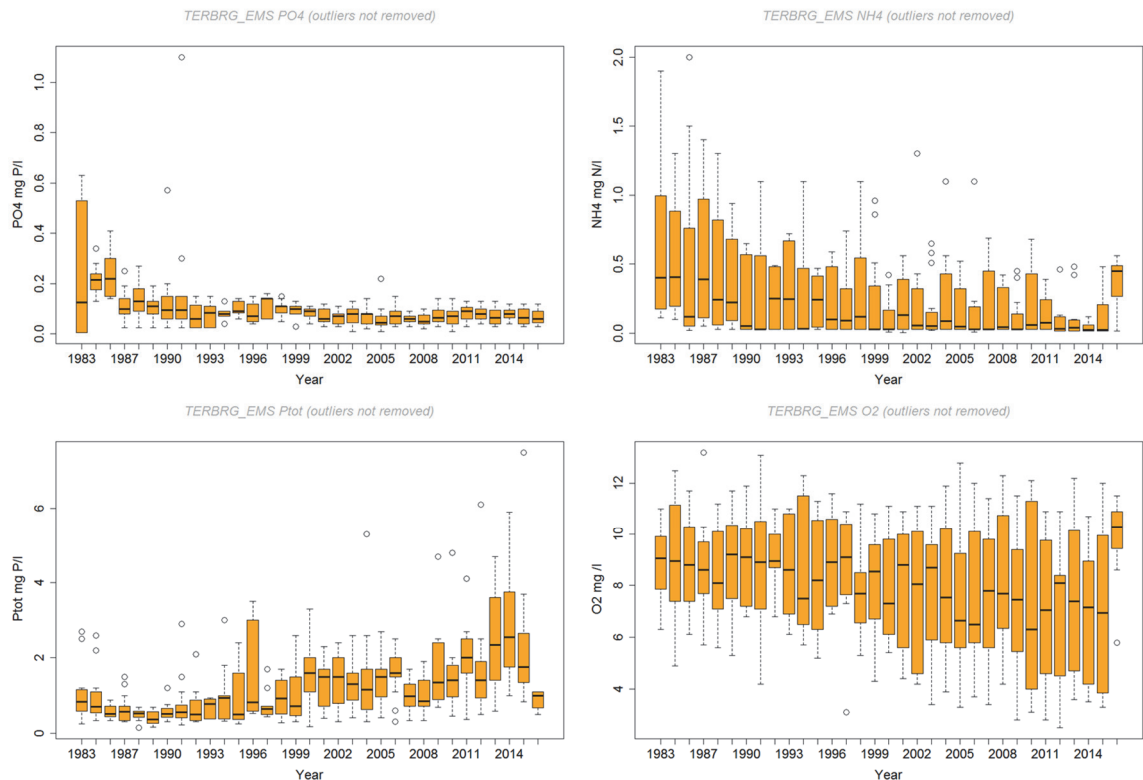 TERBRG_EMS PO4 (outliers not removed)
PO4 mg P/l
1.0
0.8
0.6
0.4
0.2
0.0
1983 1987 1990 1993 1996 1999 2002 2005 2008 2011 2014
Year
TERBRG_EMS NH4 (outliers not removed)
NH4 mg N/l
2.0
1.5
1.0
0.5
0.0
1983 1987 1990 1993 1996 1999 2002 2005 2008 2011 2014
Year
TERBRG_EMS Ptot (outliers not removed)
Ptot mg P/l
6
4
2
0
1983 1987 1990 1993 1996 1999 2002 2005 2008 2011 2014
Year
TERBRG_EMS O2 (outliers not removed)
O2 mg /l
12
10
8
6
4
1983 1987 1990 1993 1996 1999 2002 2005 2008 2011 2014
Year